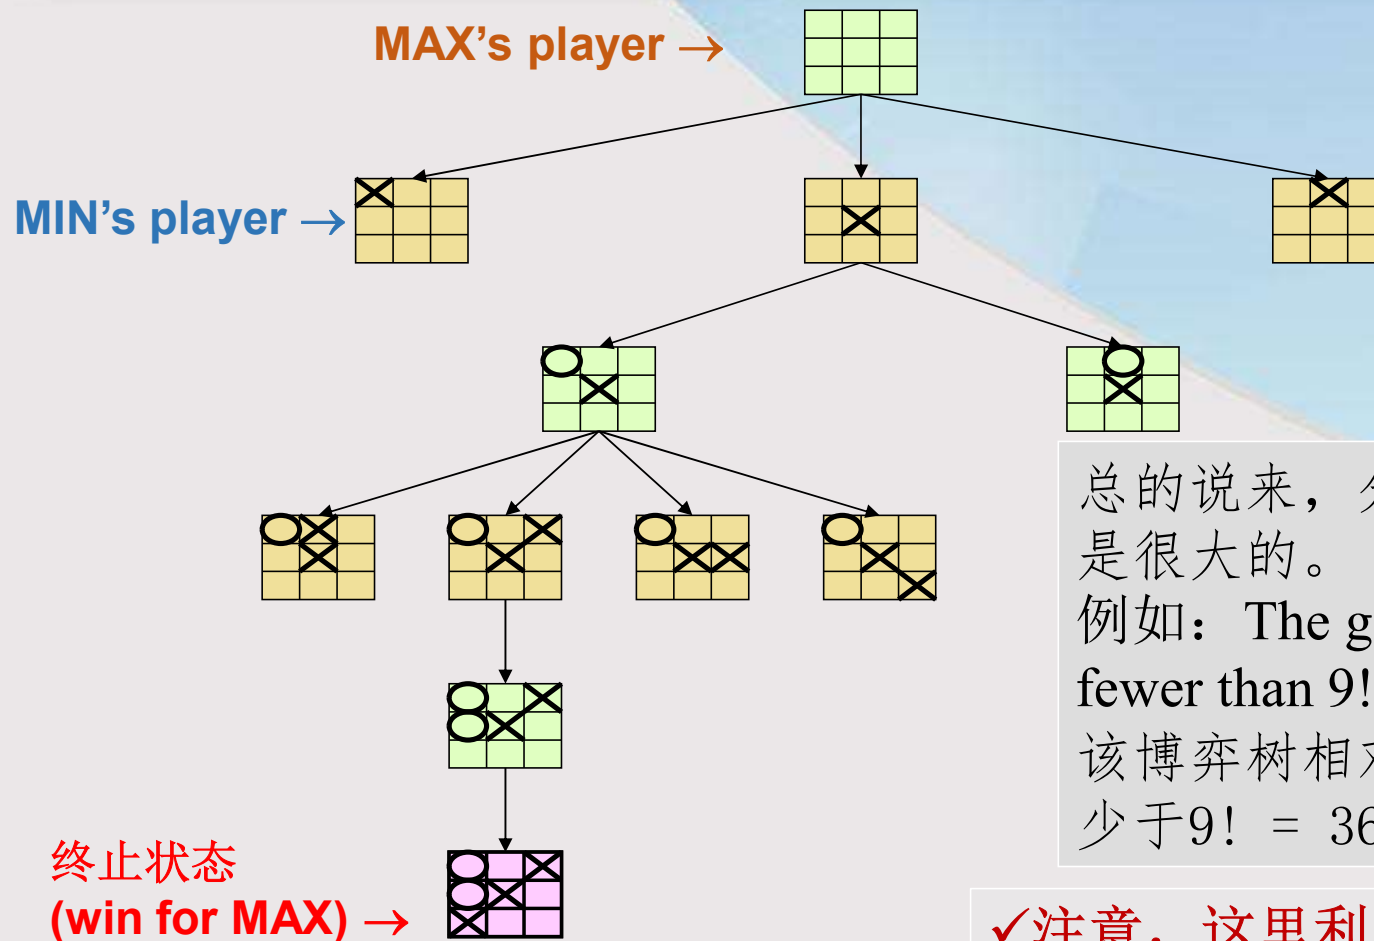 MAX's player →
MIN's player →
总的说来，
是很大的。
例如：The g
fewer than 9!
该博弈树相
少于9! = 36
终止状态
(win for MAX) →
✓注意，这里利